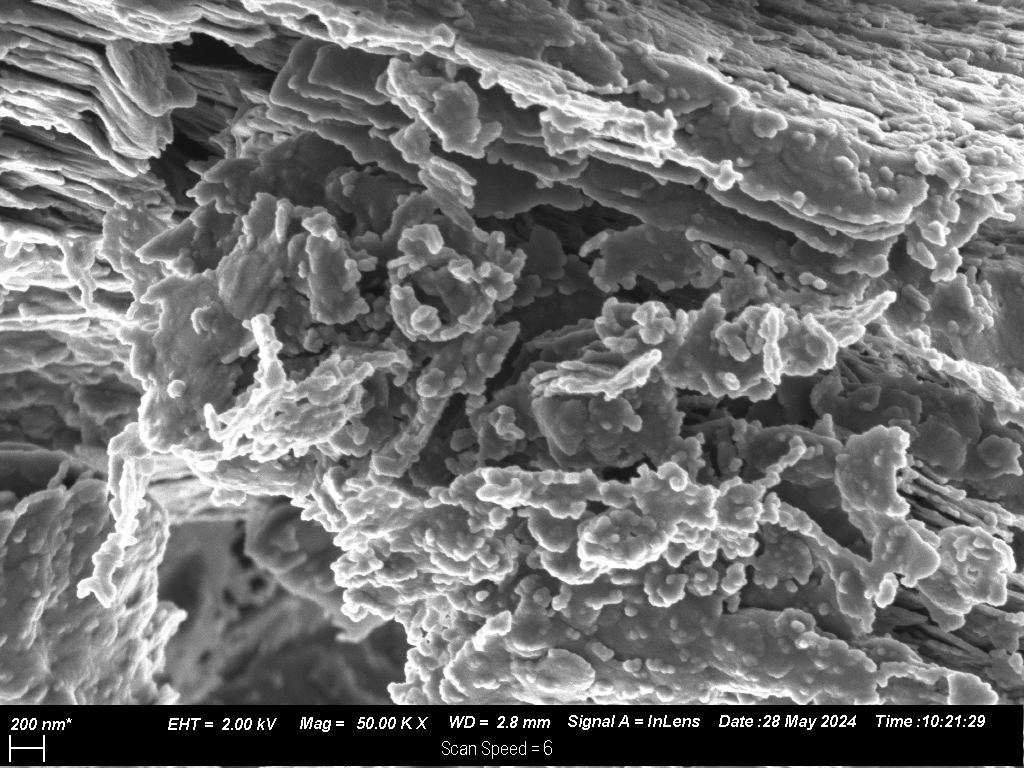 200 nm* EHT = 2.00 kV Mag = 50.00 K X WD = 2.8 mm Signal A = InLens Date :28 May 2024 Time :10:21:29
Scan Speed = 6